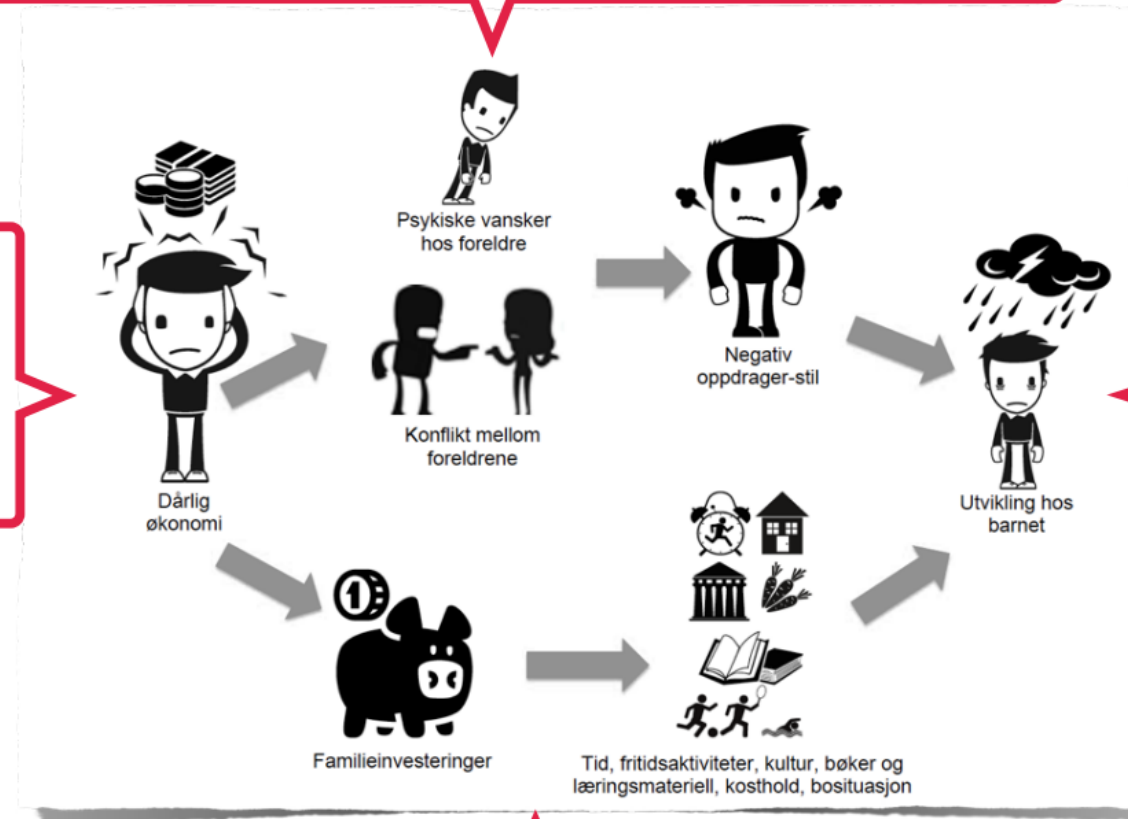 Psykiske vansker
hos foreldre
Negativ
oppdrager-stil
Konflikt mellom
foreldrene
Dårlig
økonomi
Utvikling hos
barnet
1
Familieinvesteringer
Tid, fritidsaktiviteter, kultur, bøker og
læringsmateriell, kosthold, bosituasjon